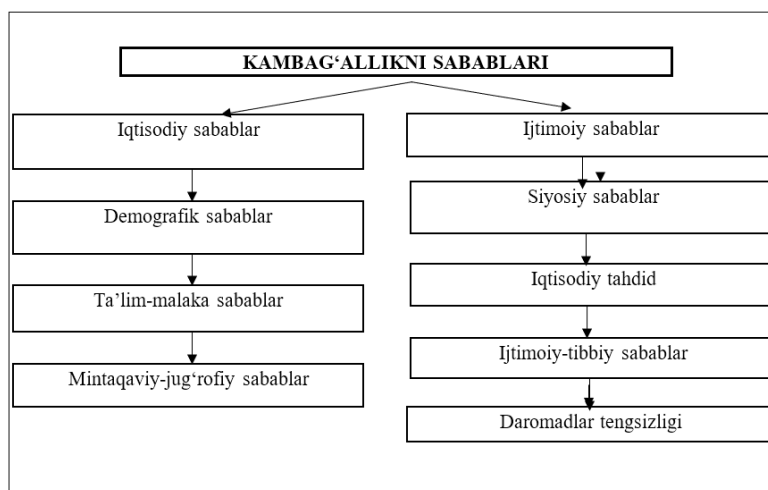 KAMBAG‘ALLIKNI SABABLARI
Iqtisodiy sabablar
Demografik sabablar
Ta’lim-malaka sabablar
Mintaqaviy-jug‘rofiy sabablar
Ijtimoiy sabablar
Siyosiy sabablar
Iqtisodiy tahdid
Ijtimoiy-tibbiy sabablar
Daromadlar tengsizligi